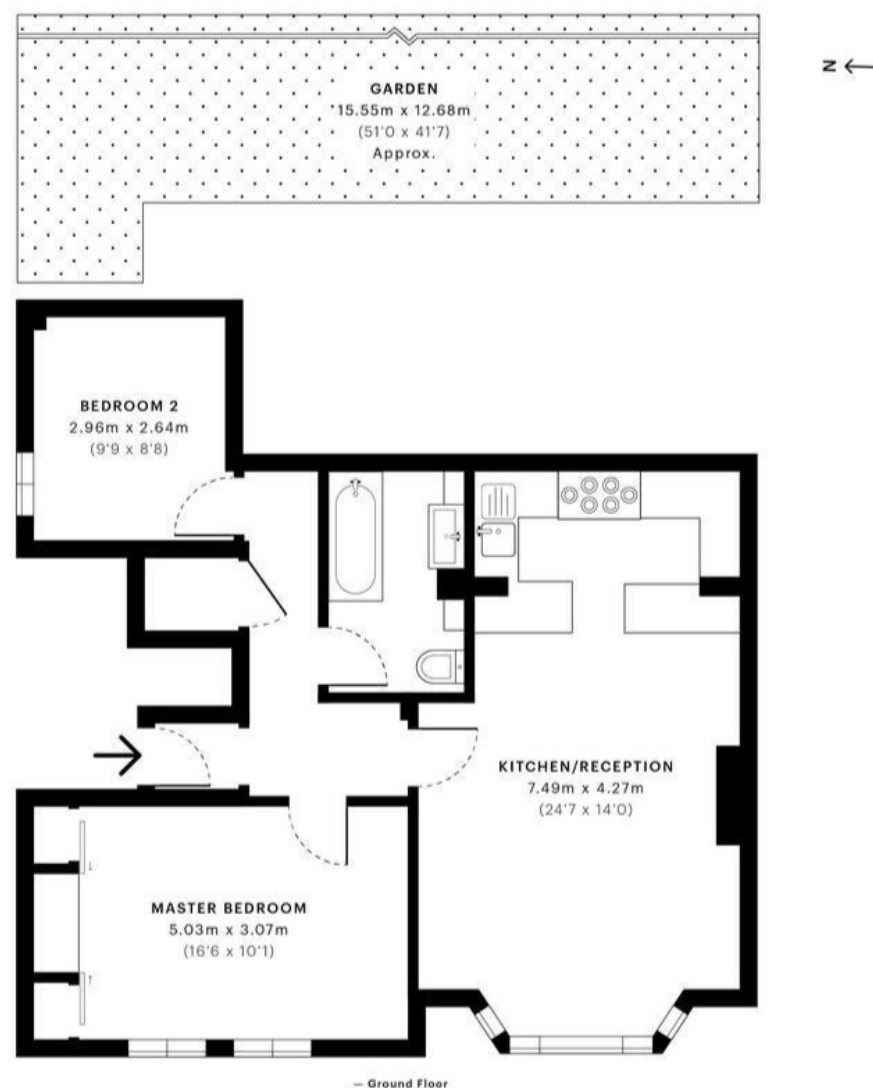 GARDEN
15.55m x 12.68m
(51'0 x 41'7)
Approx.
N
BEDROOM 2
2.96m x 2.64m
(9'9 x 8'8)
KITCHEN/RECEPTION
7.49m x 4.27m
(24'7 x 14'0)
MASTER BEDROOM
5.03m x 3.07m
(16'6 x 10'1)
— Ground Floor